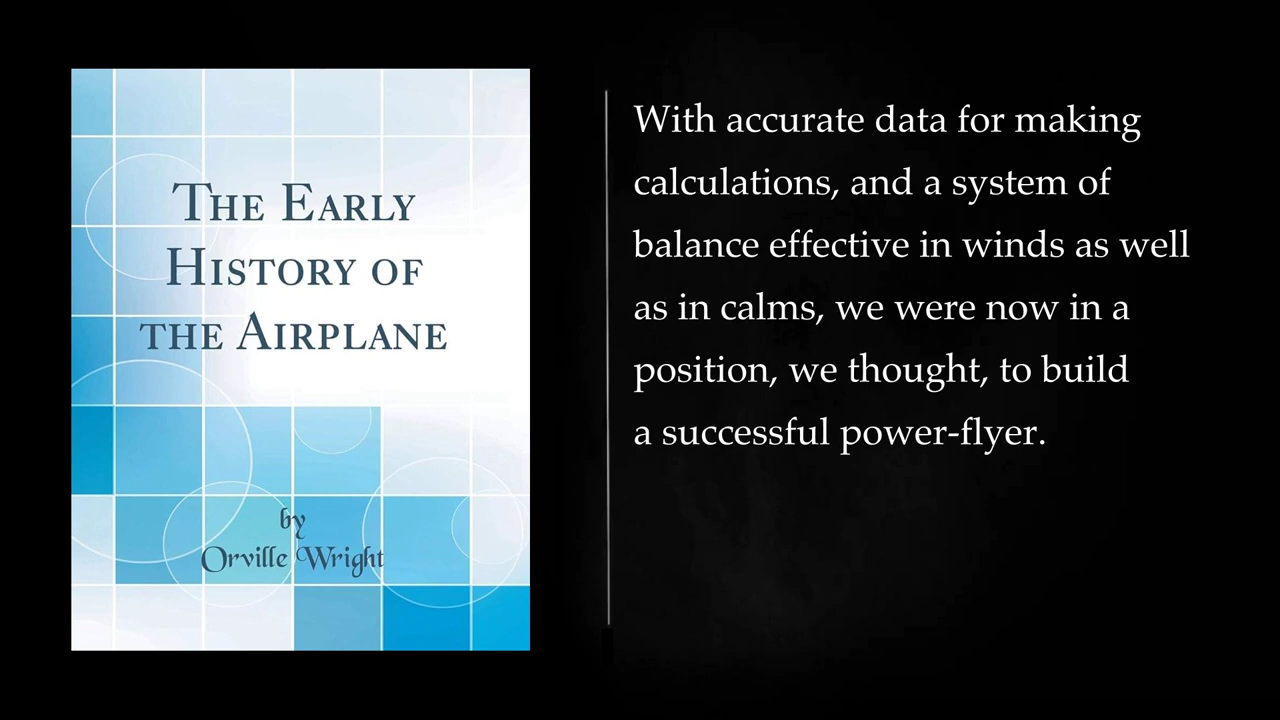 The Early
History of
the Airplane
by
Orville Wright
With accurate data for making
calculations, and a system of
balance effective in winds as well
as in calms, we were now in a
position, we thought, to build
a successful power-flyer.